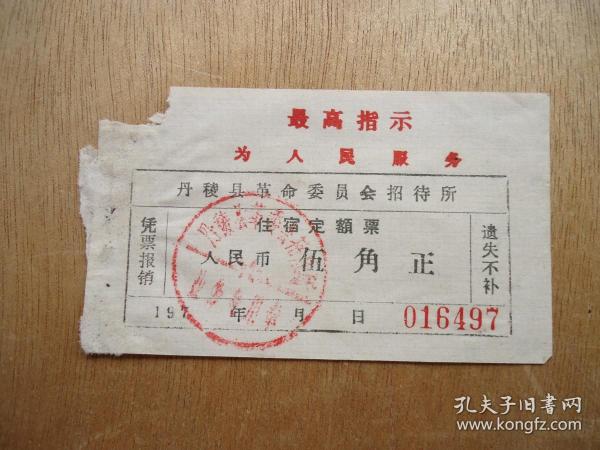 最高指示
为人民服务
丹稜县革命委员会招待所
凭票报销
住宿定额票
人民币 伍角正
遗失不补
197 年 月 日 016497
孔夫子旧书网
www.kongfz.com